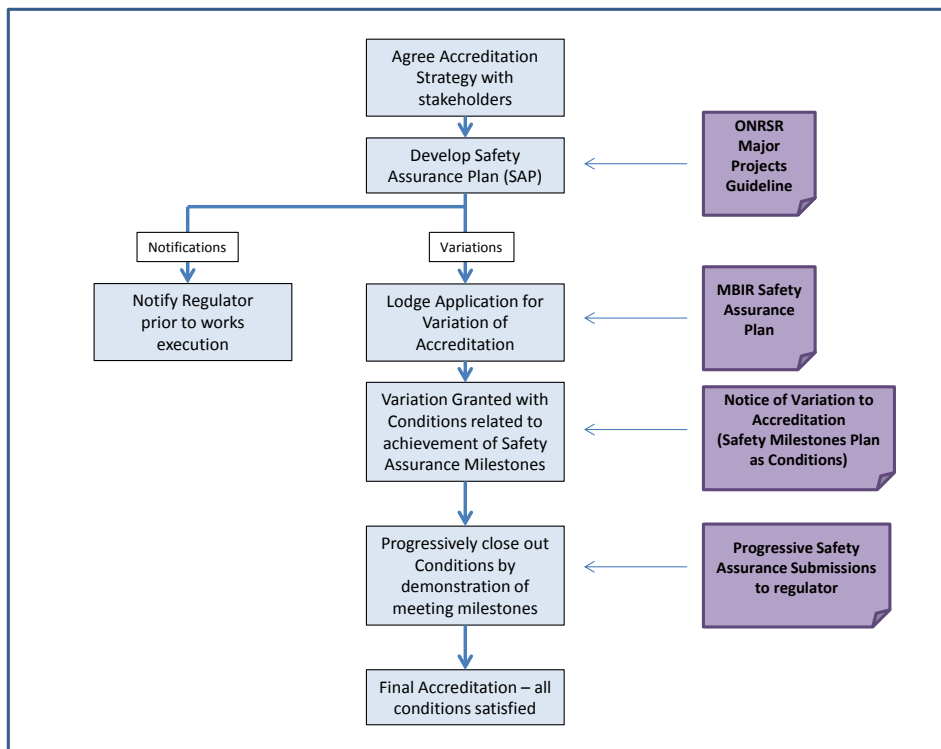 Agree Accreditation
Strategy with
stakeholders
ONRSR
Major
Projects
Guideline
Develop Safety
Assurance Plan (SAP)
Notifications
Variations
Notify Regulator
prior to works
execution
Lodge Application for
Variation of
Accreditation
MBIR Safety
Assurance
Plan
Variation Granted with
Conditions related to
achievement of Safety
Assurance Milestones
Notice of Variation to
Accreditation
(Safety Milestones Plan
as Conditions)
Progressively close out
Conditions by
demonstration of
meeting milestones
Progressive Safety
Assurance Submissions
to regulator
Final Accreditation – all
conditions satisfied